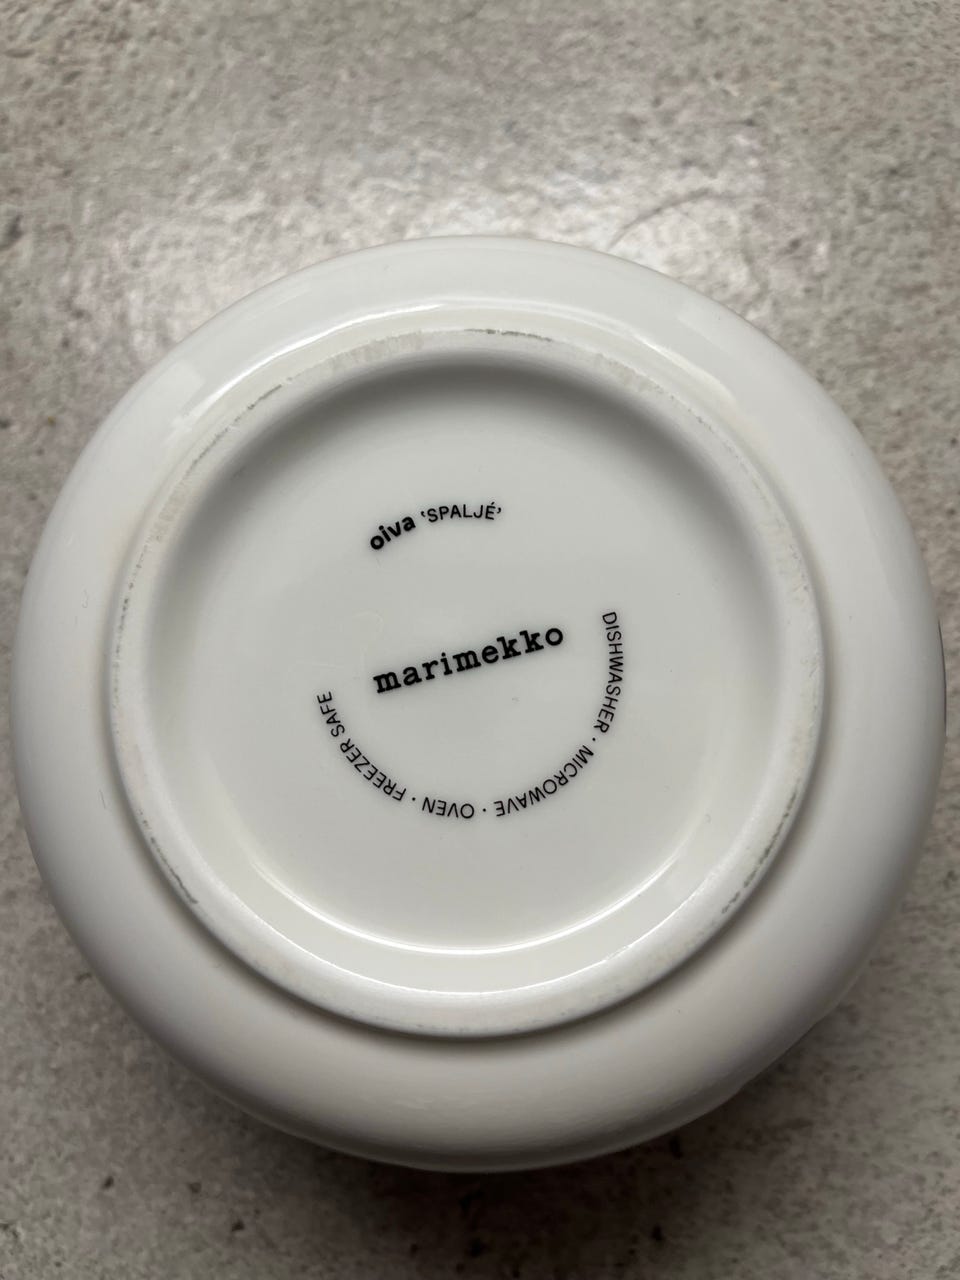 oiva ‘SPALJÉ’
marimekko
DISHWASHER · MICROWAVE · OVEN · FREEZER SAFE